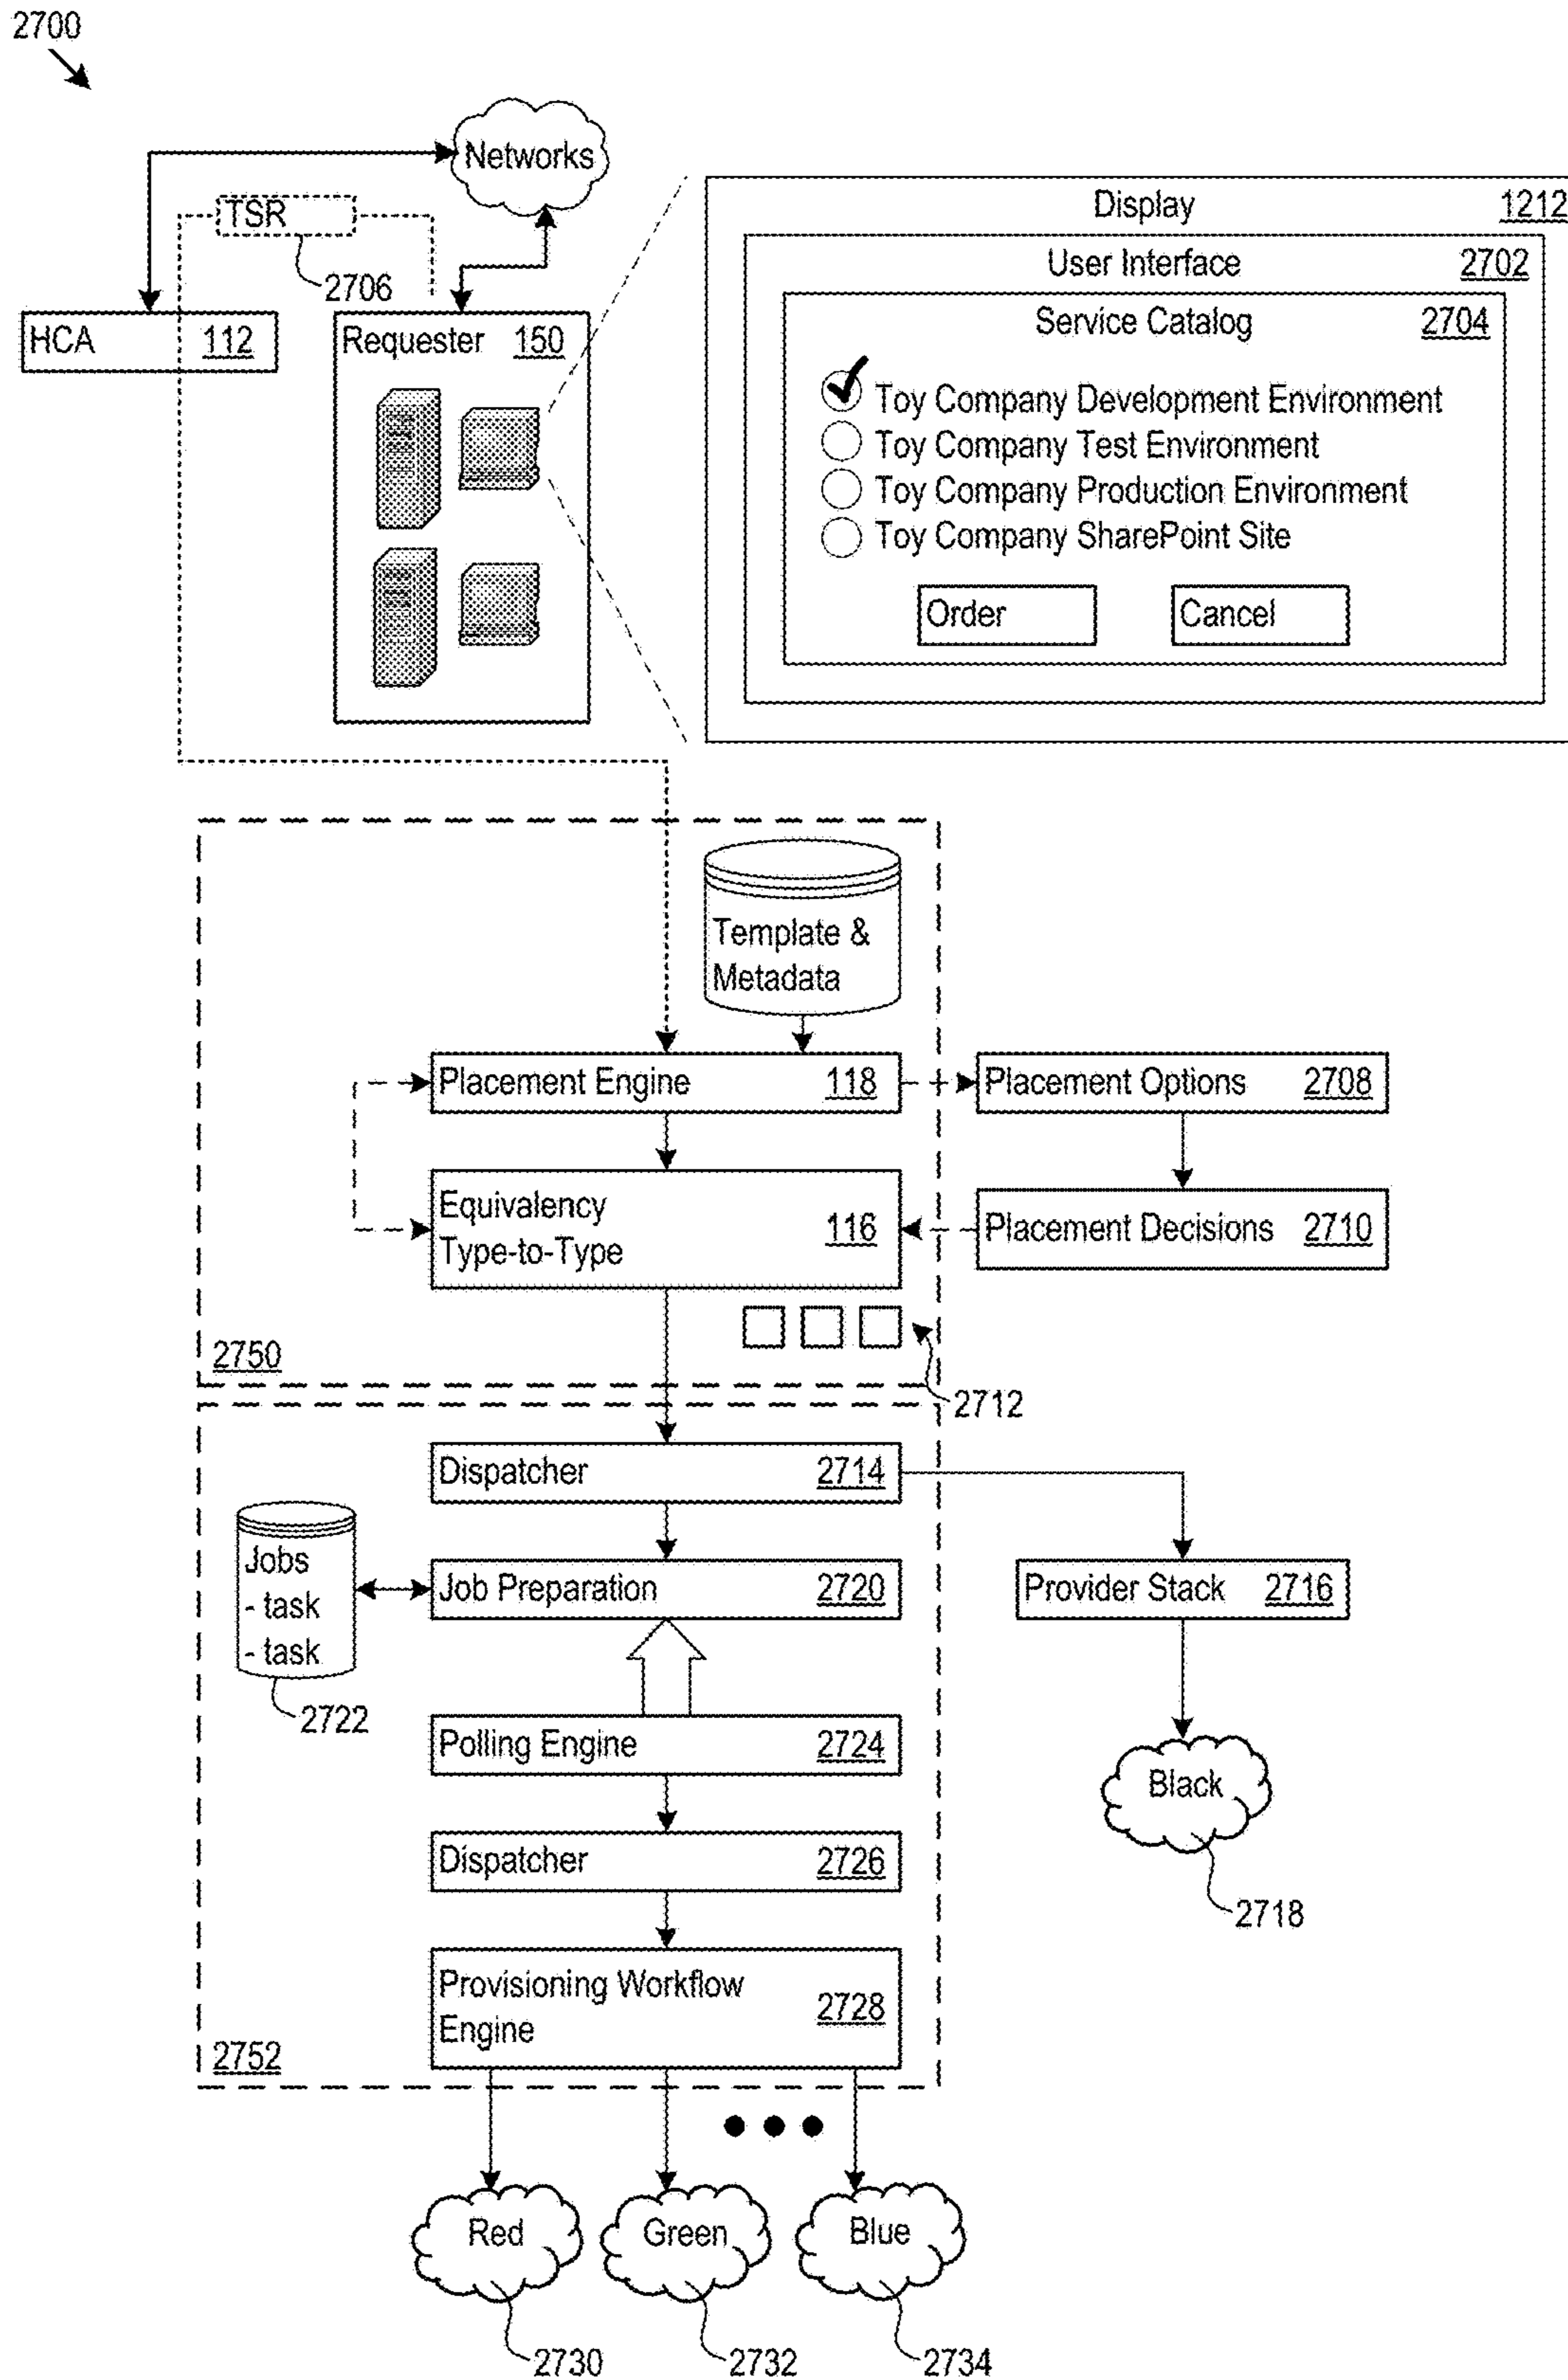 2700
Networks
TSR
2706
HCA 112
Requester 150
Display 1212
User Interface 2702
Service Catalog 2704
Toy Company Development Environment
Toy Company Test Environment
Toy Company Production Environment
Toy Company SharePoint Site
Order
Cancel
Template &
Metadata
Placement Engine 118
Placement Options 2708
Equivalency
Type-to-Type
116
Placement Decisions 2710
2750
2712
Dispatcher 2714
Jobs
- task
- task
2722
Job Preparation 2720
Provider Stack 2716
Polling Engine 2724
Black
2718
Dispatcher 2726
Provisioning Workflow
Engine
2728
2752
Red
Green
Blue
2730
2732
2734